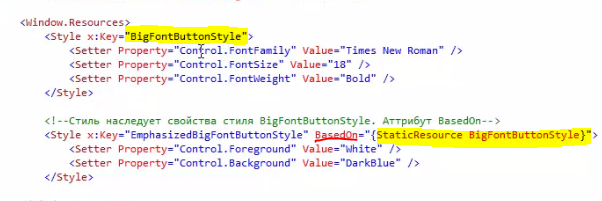 <Window.Resources>
<Style x:Key="BigFontButtonStyle">
<Setter Property="Control.FontFamily" Value="Times New Roman" />
<Setter Property="Control.FontSize" Value="18" />
<Setter Property="Control.FontWeight" Value="Bold" />
</Style>
<!--Стиль наследует свойства стиля BigFontButtonStyle. Аттрибут BasedOn-->
<Style x:Key="EmphasizedBigFontButtonStyle" BasedOn="{StaticResource BigFontButtonStyle}">
<Setter Property="Control.Foreground" Value="White" />
<Setter Property="Control.Background" Value="DarkBlue" />
</Style>